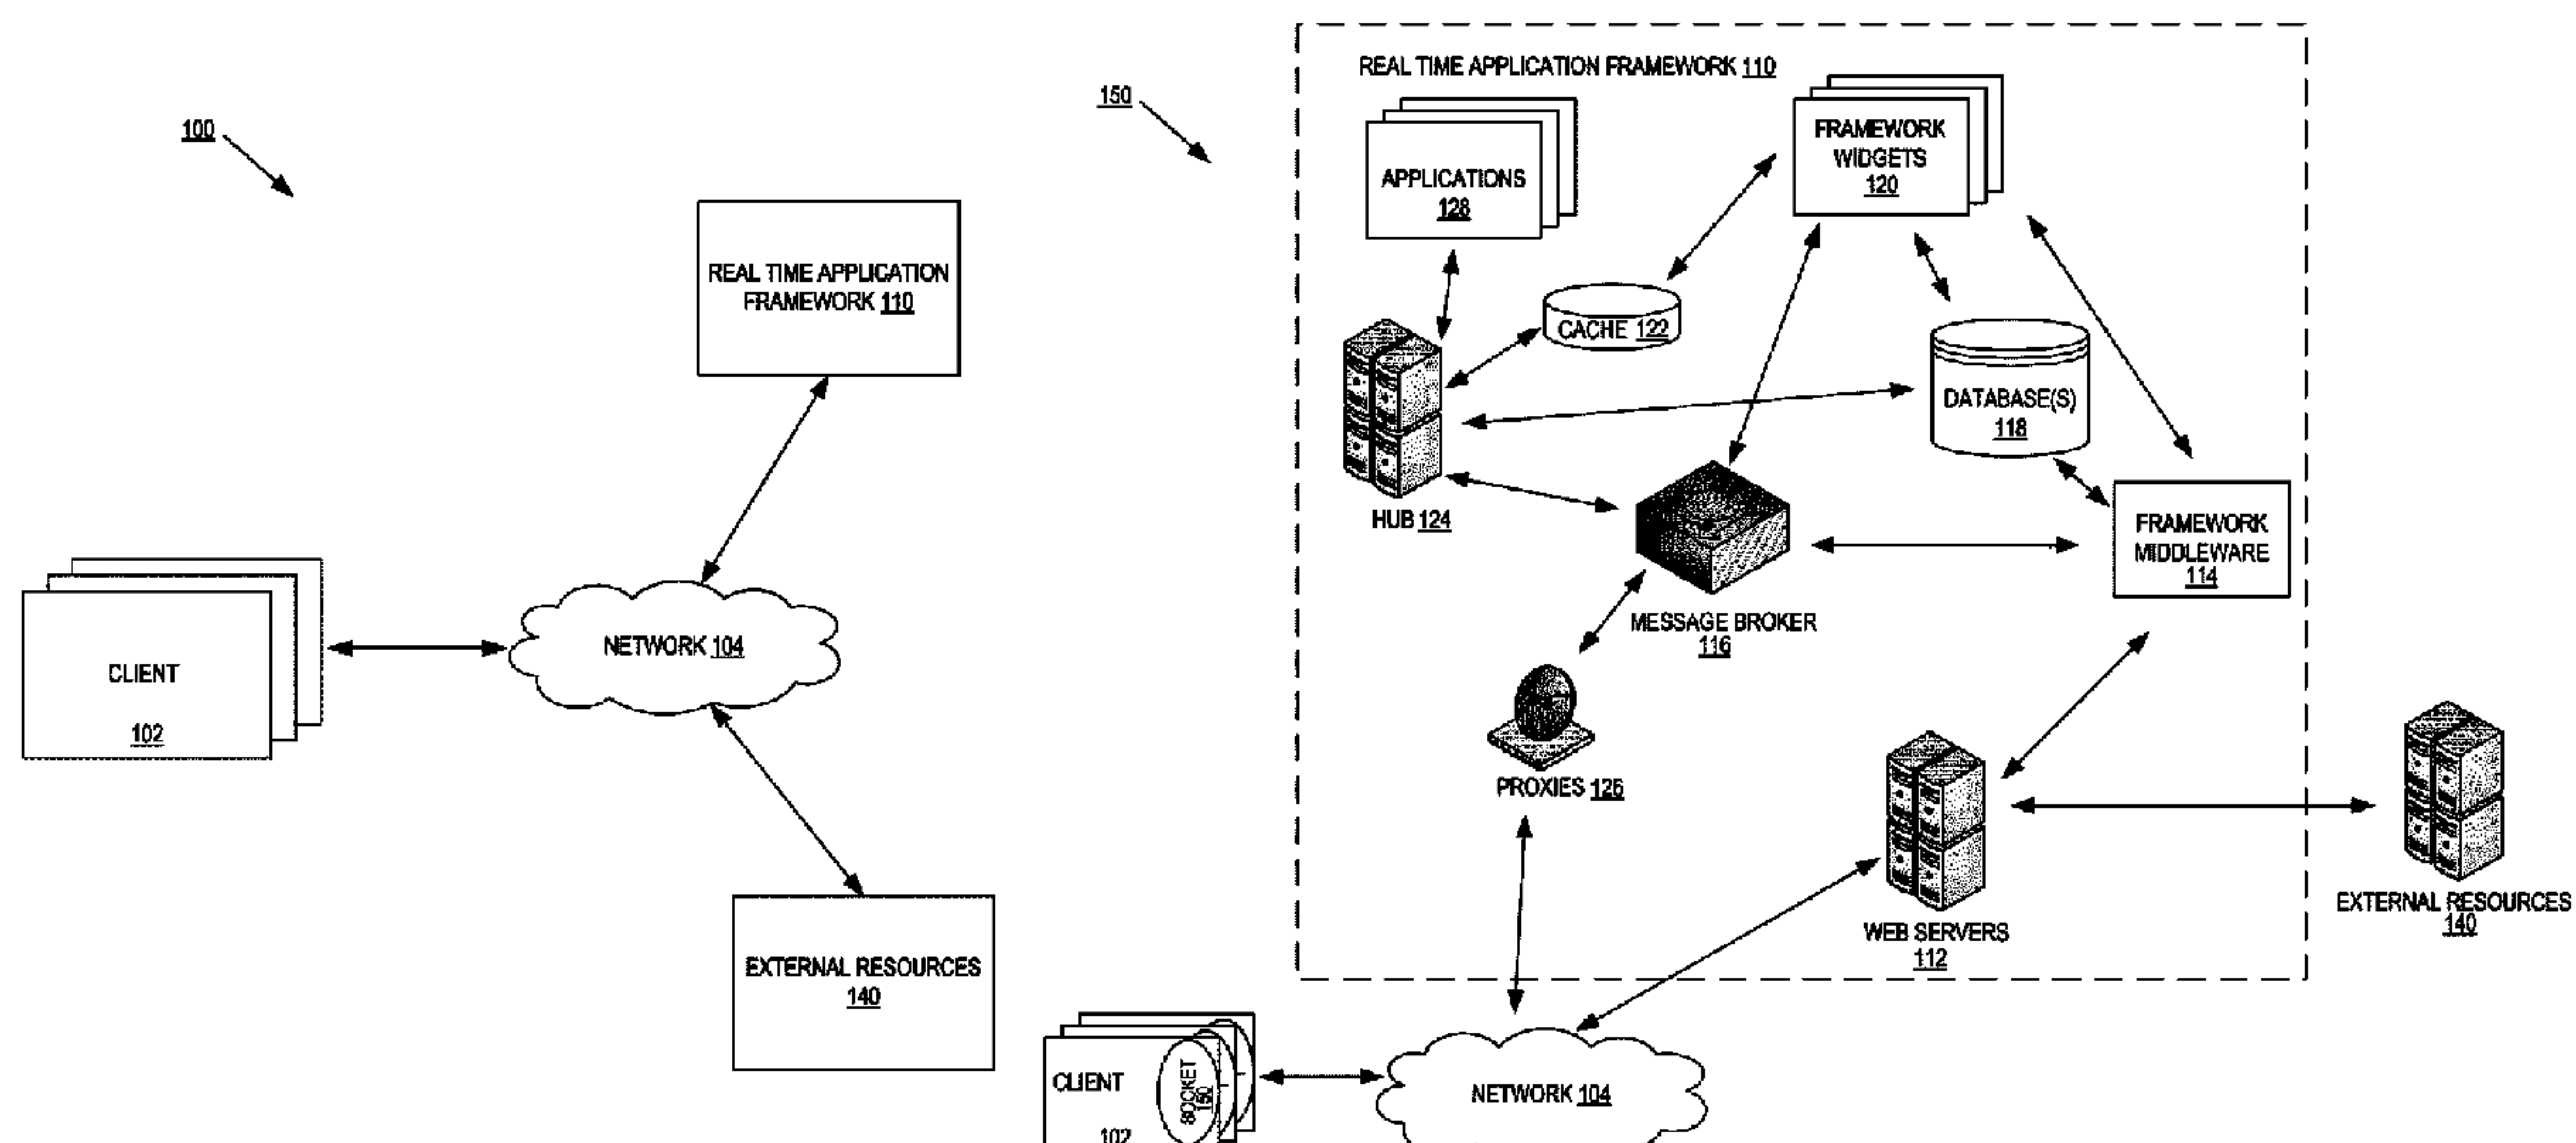 100
REAL TIME APPLICATION
FRAMEWORK 110
CLIENT
102
NETWORK 104
EXTERNAL RESOURCES
140
150
REAL TIME APPLICATION FRAMEWORK 110
APPLICATIONS
128
FRAMEWORK
WIDGETS
120
CACHE 122
DATABASE(S)
118
HUB 124
FRAMEWORK
MIDDLEWARE
114
MESSAGE BROKER
116
PROXIES 126
WEB SERVERS
112
EXTERNAL RESOURCES
140
CLIENT
102
SOCKET
150
NETWORK 104